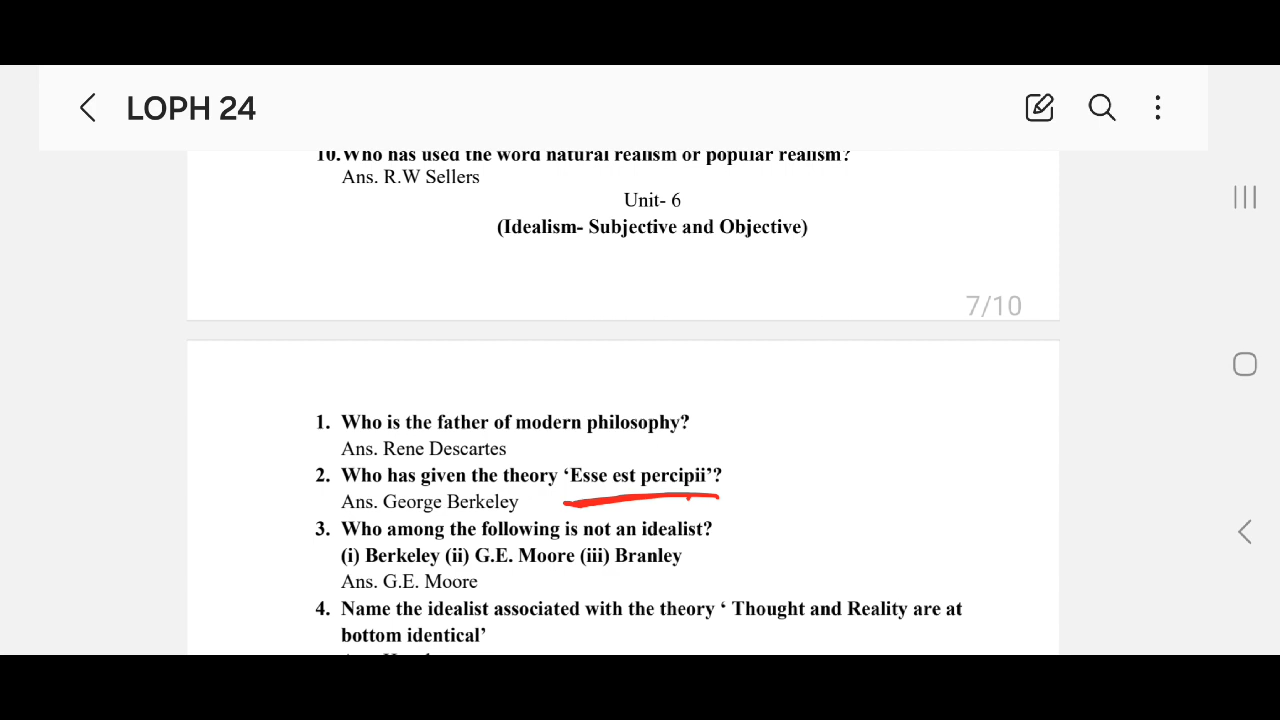 LOPH 24
10. Who has used the word natural realism or popular realism?
Ans. R.W Sellers
Unit- 6
(Idealism- Subjective and Objective)
7/10
1. Who is the father of modern philosophy?
Ans. Rene Descartes
2. Who has given the theory ‘Esse est percipii’?
Ans. George Berkeley
3. Who among the following is not an idealist?
(i) Berkeley (ii) G.E. Moore (iii) Branley
Ans. G.E. Moore
4. Name the idealist associated with the theory ‘ Thought and Reality are at
bottom identical’